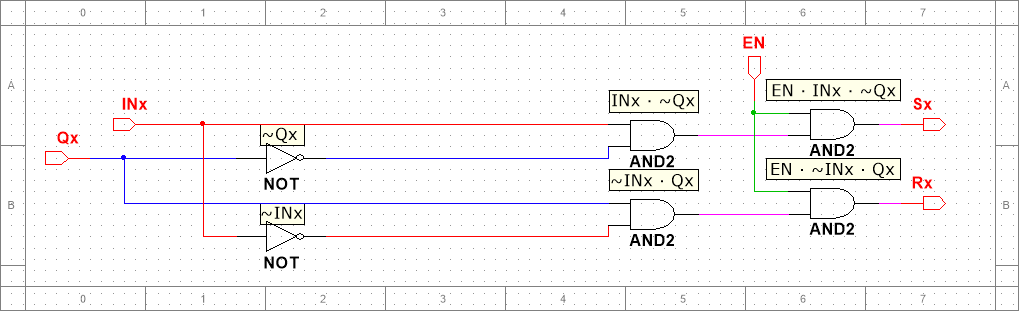 0 1 2 3 4 5 6 7
EN
A A
INx
INx · ~Qx
EN · INx · ~Qx
Sx
Qx
~Qx
AND2
AND2
NOT
~INx · Qx
EN · ~INx · Qx
Rx
B B
~INx
AND2
AND2
NOT
0 1 2 3 4 5 6 7